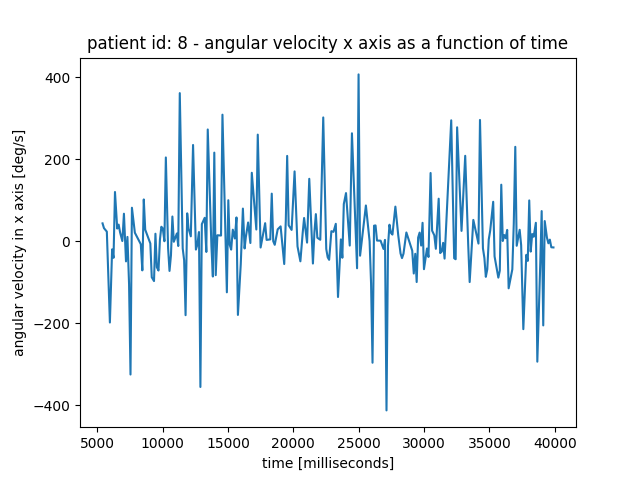 patient id: 8 - angular velocity x axis as a function of time
400
200
0
−200
−400
angular velocity in x axis [deg/s]
5000 10000 15000 20000 25000 30000 35000 40000
time [milliseconds]